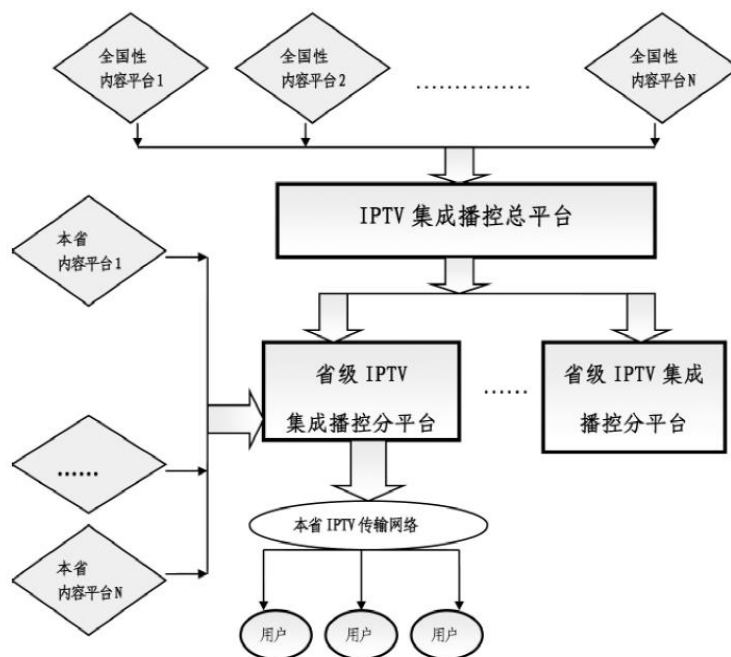 全国性
内容平台1
全国性
内容平台2
……………
全国性
内容平台N
IPTV 集成播控总平台
本省
内容平台1
省级 IPTV
集成播控分平台
……
省级 IPTV 集成
播控分平台
……
本省 IPTV 传输网络
本省
内容平台N
用户
用户
用户